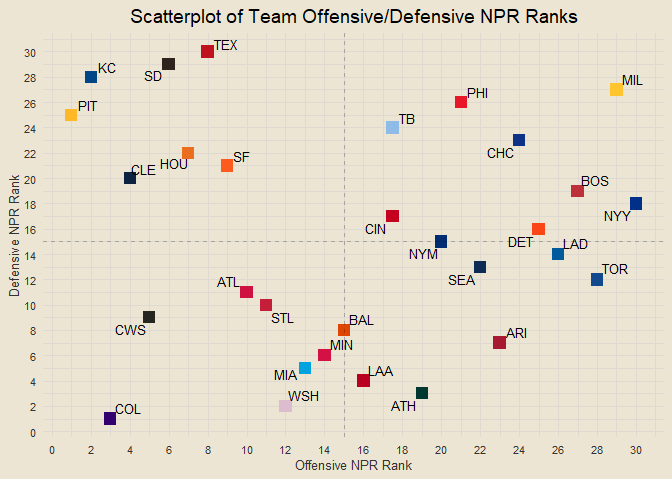 Scatterplot of Team Offensive/Defensive NPR Ranks
Defensive NPR Rank
30
28
26
24
22
20
18
16
14
12
10
8
6
4
2
0
TEX
KC
SD
MIL
PHI
PIT
TB
CHC
SF
HOU
CLE
BOS
NYY
CIN
DET
LAD
NYM
TOR
SEA
ATL
STL
BAL
CWS
ARI
MIN
LAA
MIA
WSH
ATH
COL
0 2 4 6 8 10 12 14 16 18 20 22 24 26 28 30
Offensive NPR Rank